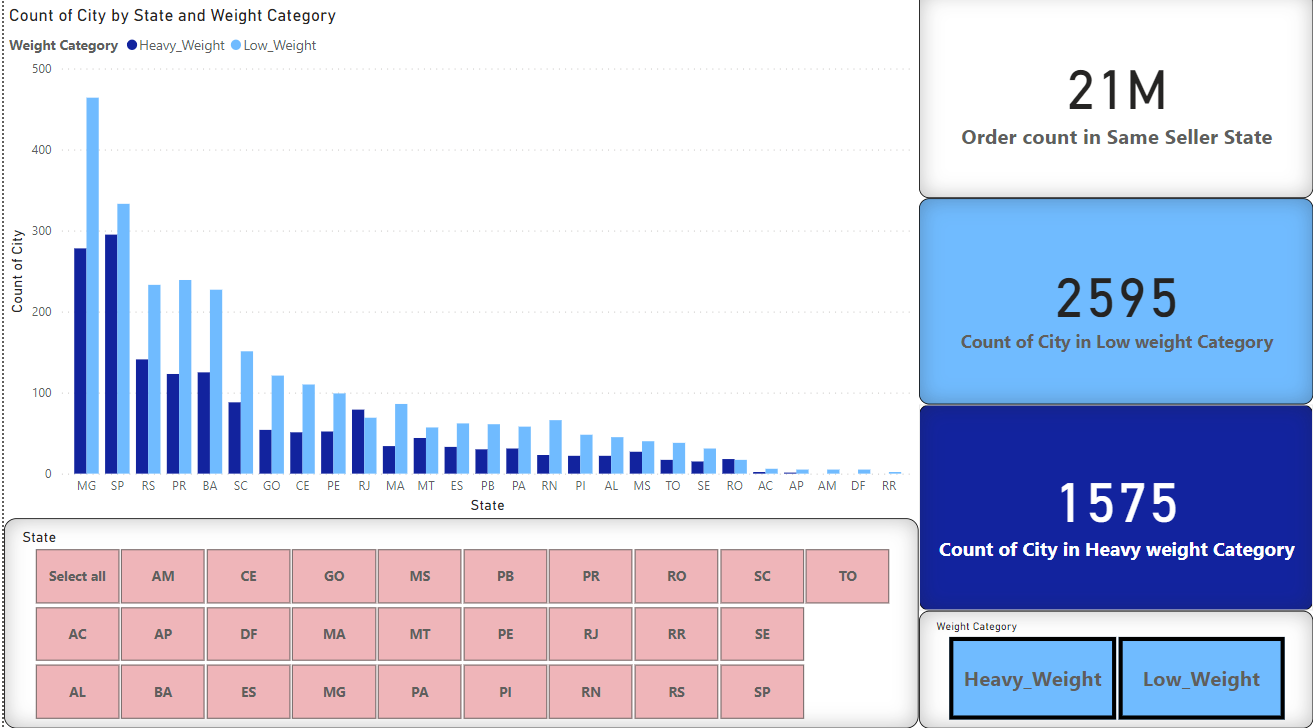 Count of City by State and Weight Category
Weight Category Heavy_Weight Low_Weight
500
400
300
200
100
0
Count of City
MG SP RS PR BA SC GO CE PE RJ MA MT ES PB PA RN PI AL MS TO SE RO AC AP AM DF RR
State
21M
Order count in Same Seller State
2595
Count of City in Low weight Category
1575
Count of City in Heavy weight Category
State
Select all AM CE GO MS PB PR RO SC TO
AC AP DF MA MT PE RJ RR SE
AL BA ES MG PA PI RN RS SP
Weight Category
Heavy_Weight Low_Weight